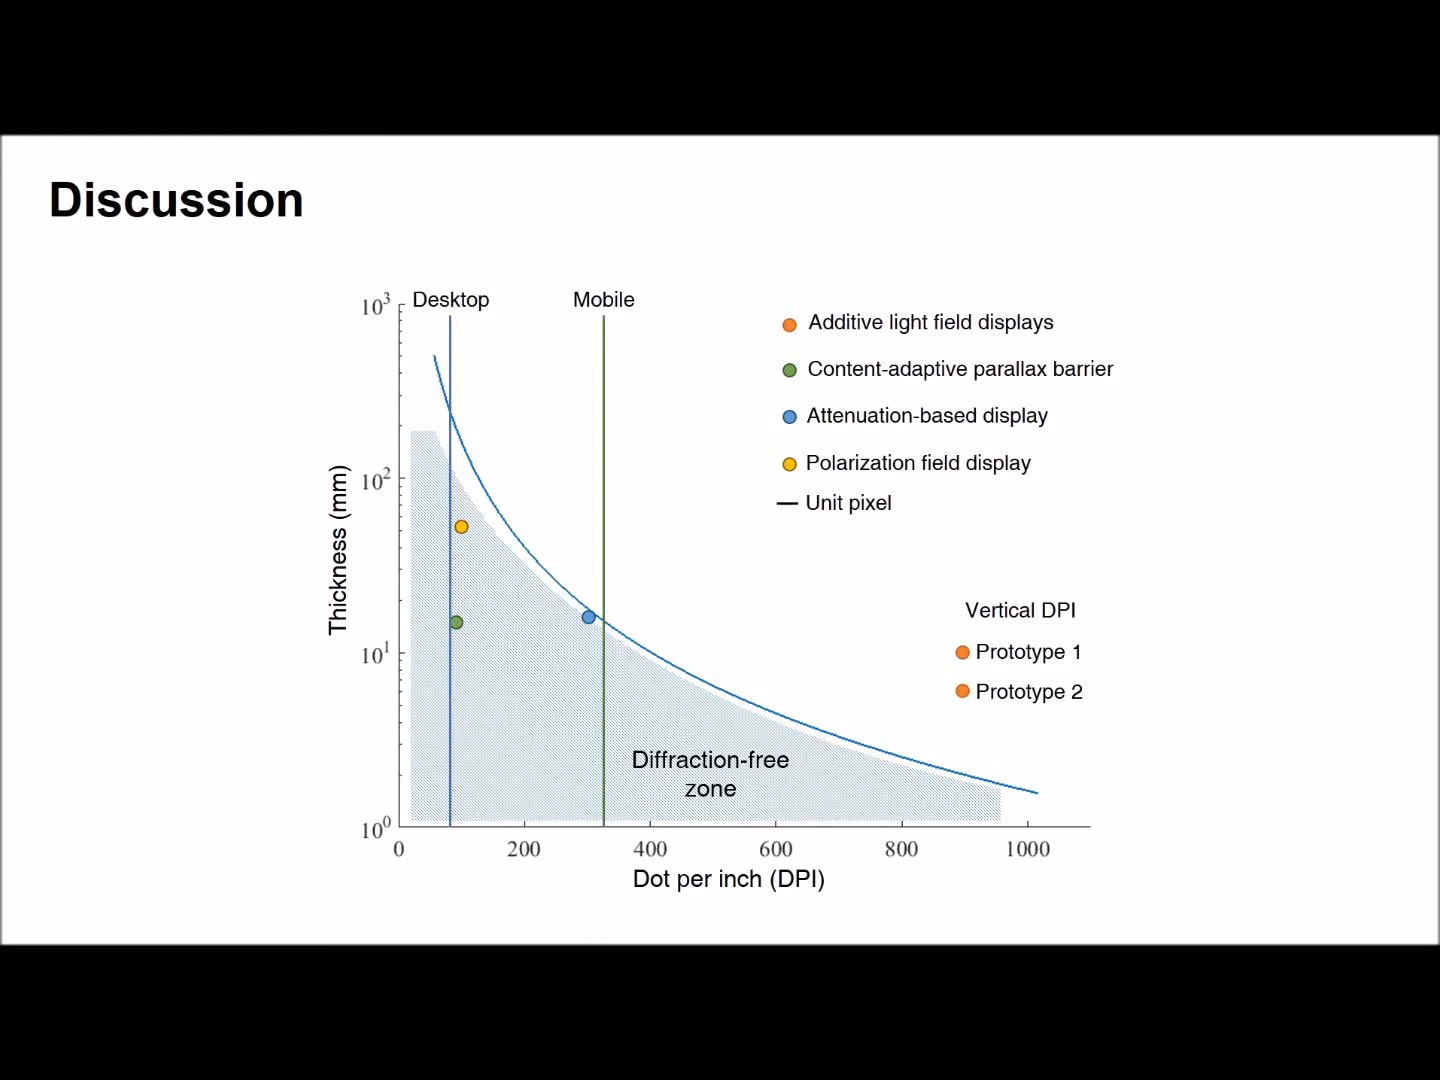 Discussion
Desktop
Mobile
10³
10²
10¹
10⁰
Thickness (mm)
0
200
400
600
800
1000
Dot per inch (DPI)
Additive light field displays
Content-adaptive parallax barrier
Attenuation-based display
Polarization field display
Unit pixel
Vertical DPI
Prototype 1
Prototype 2
Diffraction-free
zone